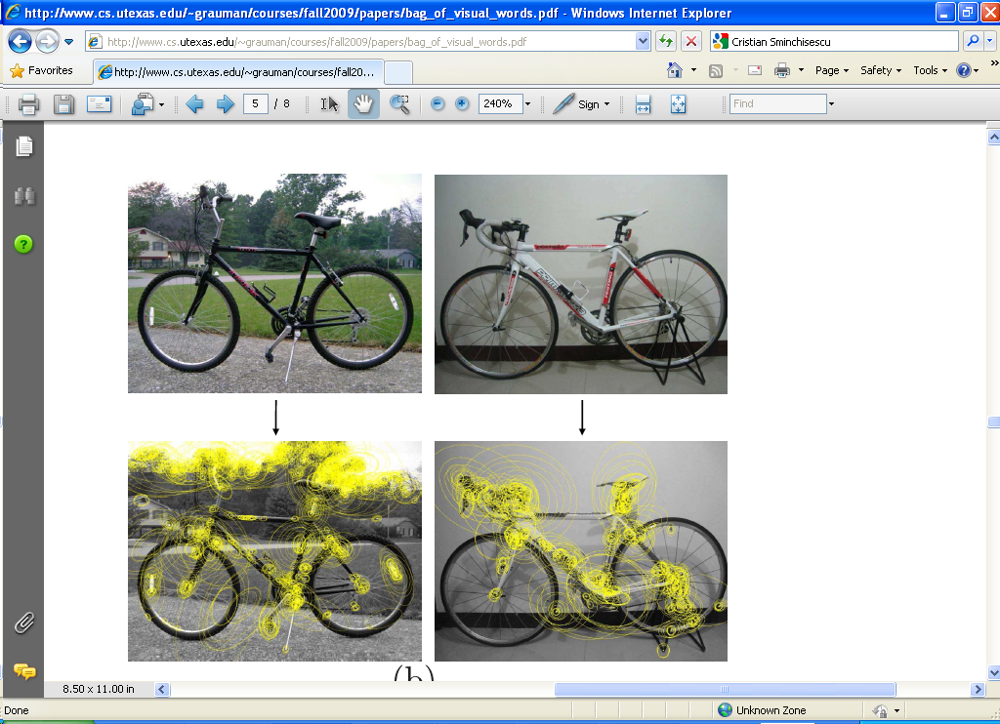 http://www.cs.utexas.edu/~grauman/courses/fall2009/papers/bag_of_visual_words.pdf - Windows Internet Explorer
http://www.cs.utexas.edu/~grauman/courses/fall2009/papers/bag_of_visual_words.pdf
Cristian Sminchisescu
Favorites
http://www.cs.utexas.edu/~grauman/courses/fall20...
Page
Safety
Tools
5 / 8
240%
Sign
Find
(b)
8.50 x 11.00 in
Done
Unknown Zone